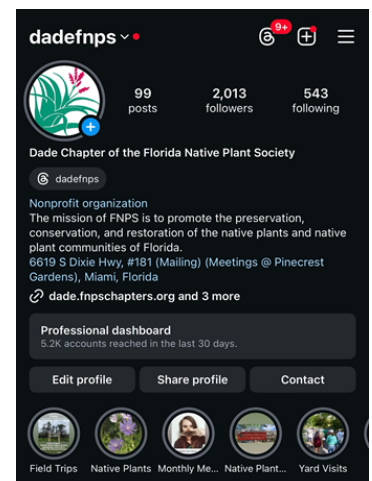 dadefnps
9+
99
posts
2,013
followers
543
following
Dade Chapter of the Florida Native Plant Society
dadefnps
Nonprofit organization
The mission of FNPS is to promote the preservation,
conservation, and restoration of the native plants and native
plant communities of Florida.
6619 S Dixie Hwy, #181 (Mailing) (Meetings @ Pinecrest
Gardens), Miami, Florida
dade.fnpschapters.org and 3 more
Professional dashboard
5.2K accounts reached in the last 30 days.
Edit profile
Share profile
Contact
Field Trips
Native Plants
Monthly Me...
Native Plant...
Yard Visits